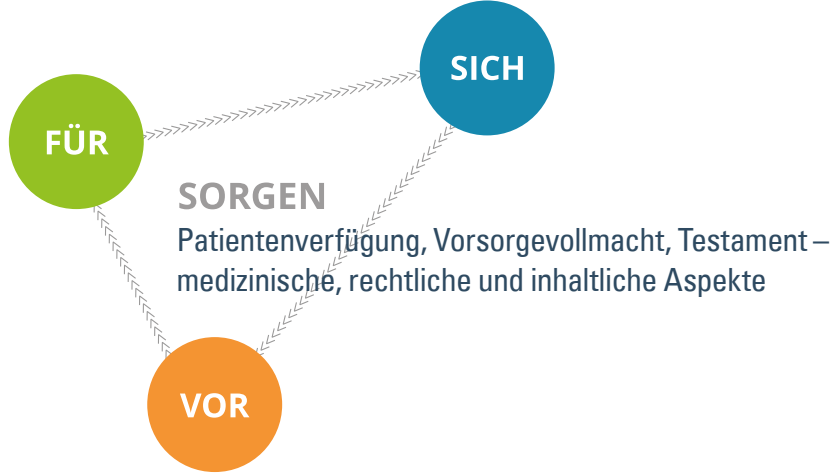 SICH
FÜR
SORGEN
Patientenverfügung, Vorsorgevollmacht, Testament –
medizinische, rechtliche und inhaltliche Aspekte
VOR